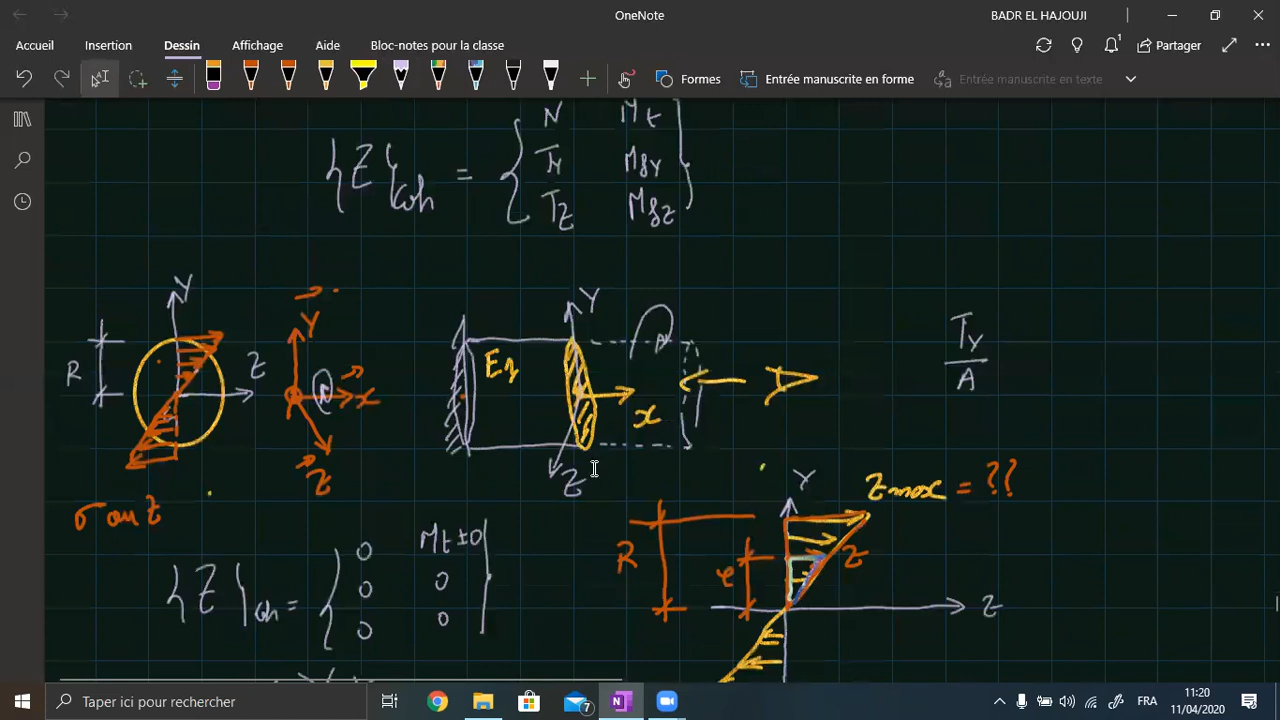 OneNote
BADR EL HAJOUJI
Accueil Insertion Dessin Affichage Aide Bloc-notes pour la classe
Partager
Formes Entrée manuscrite en forme Entrée manuscrite en texte
N Mt
{Z}coh = Ty Mfy
Tz Mfz
Y
R
Z
Y
x
Z
σ ou τ
Y
Eq
x
Z
Ty
A
0 Mt ≠ 0
{Z}coh = 0 0
0 0
Y
Zmax = ??
R
Z
Z
Taper ici pour rechercher
7
FRA
11:20
11/04/2020